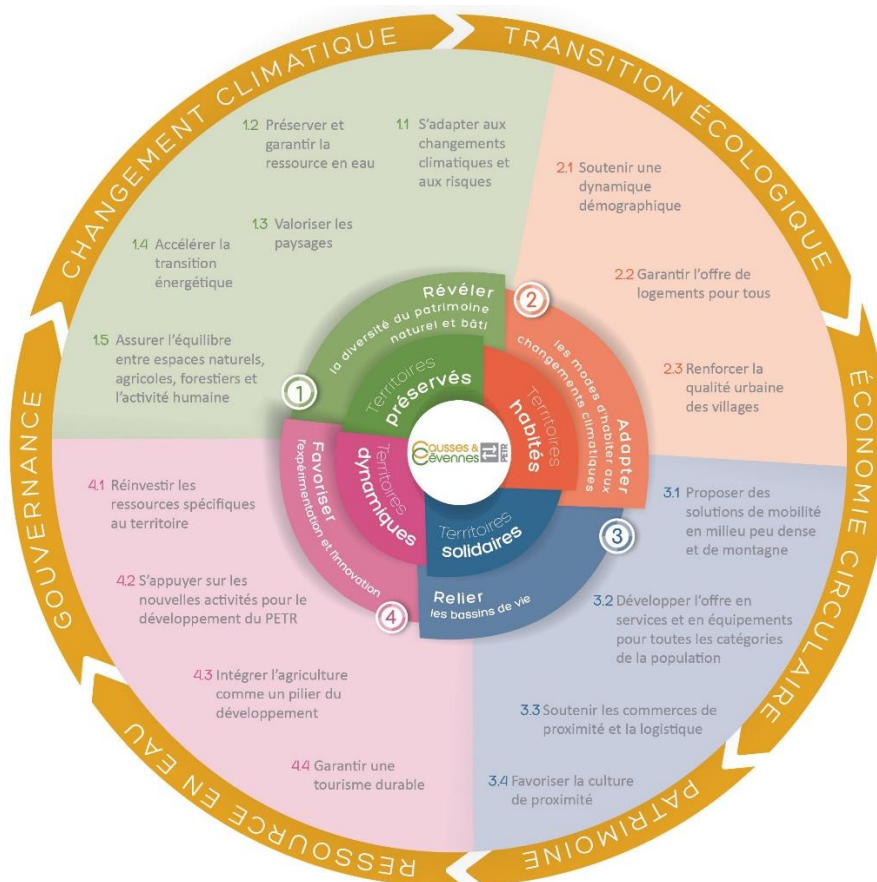 CHANGEMENT CLIMATIQUE
TRANSITION ÉCOLOGIQUE
ÉCONOMIE CIRCULAIRE
PATRIMOINE
RESSOURCE EN EAU
GOUVERNANCE
1.1 S'adapter aux
changements
climatiques et
aux risques
1.2 Préserver et
garantir la
ressource en eau
1.3 Valoriser les
paysages
1.4 Accélérer la
transition
énergétique
1.5 Assurer l'équilibre
entre espaces naturels,
agricoles, forestiers et
l'activité humaine
2.1 Soutenir une
dynamique
démographique
2.2 Garantir l'offre de
logements pour tous
2.3 Renforcer la
qualité urbaine
des villages
3.1 Proposer des
solutions de mobilité
en milieu peu dense
et de montagne
3.2 Développer l'offre en
services et en équipements
pour toutes les catégories
de la population
3.3 Soutenir les commerces de
proximité et la logistique
3.4 Favoriser la culture
de proximité
4.1 Réinvestir les
ressources spécifiques
au territoire
4.2 S'appuyer sur les
nouvelles activités pour le
développement du PETR
4.3 Intégrer l'agriculture
comme un pilier du
développement
4.4 Garantir une
tourisme durable
1
Révéler
la diversité du patrimoine
naturel et bâti
Territoires
préservés
2
Adapter
les modes d'habiter aux
changements climatiques
Territoires
habités
3
Relier
les bassins de vie
Territoires
solidaires
4
Favoriser
l'expérimentation et l'innovation
Territoires
dynamiques
Causses &
Cévennes
PETR